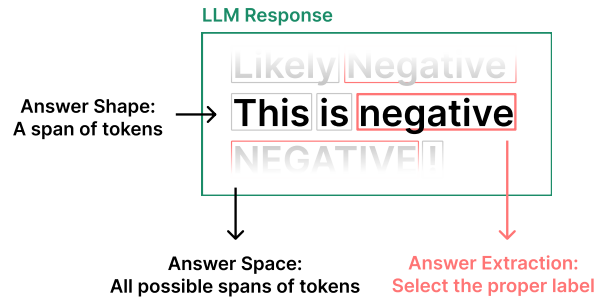 LLM Response
Likely Negative
Answer Shape:
A span of tokens
This is negative
NEGATIVE !
Answer Space:
All possible spans of tokens
Answer Extraction:
Select the proper label